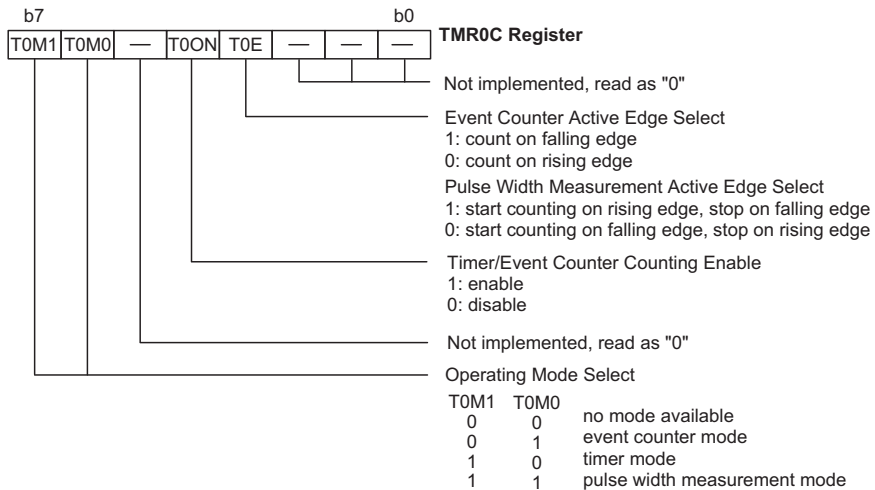 b7 b0
T0M1 T0M0 — T0ON T0E — — — TMR0C Register
Not implemented, read as "0"
Event Counter Active Edge Select
1: count on falling edge
0: count on rising edge
Pulse Width Measurement Active Edge Select
1: start counting on rising edge, stop on falling edge
0: start counting on falling edge, stop on rising edge
Timer/Event Counter Counting Enable
1: enable
0: disable
Not implemented, read as "0"
Operating Mode Select
T0M1 T0M0
0 0 no mode available
0 1 event counter mode
1 0 timer mode
1 1 pulse width measurement mode